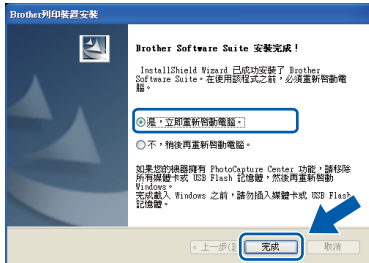 Brother列印裝置安裝
Brother Software Suite 安裝完成！
InstallShield Wizard 已成功安裝了 Brother
Software Suite。在使用該程式之前，必須重新啟動電
腦。
是，立即重新啟動電腦。
不，稍後再重新啟動電腦。
如果您的機器擁有 PhotoCapture Center 功能，請移除
所有媒體卡或 USB Flash 記憶體，然後再重新啟動
Windows。
完成載入 Windows 之前，請勿插入媒體卡或 USB Flash
記憶體。
< 上一步(B
完成
取消